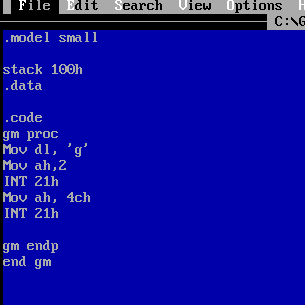 File Edit Search View Options H
C:\G
.model small
stack 100h
.data
.code
gm proc
Mov dl, 'g'
Mov ah,2
INT 21h
Mov ah, 4ch
INT 21h
gm endp
end gm